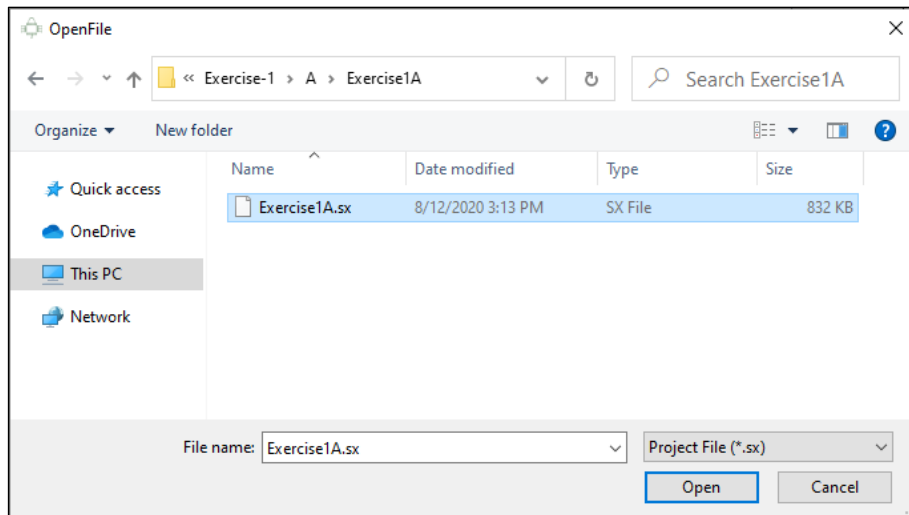 OpenFile
« Exercise-1 > A > Exercise1A
Search Exercise1A
Organize
New folder
Name Date modified Type Size
Quick access
Exercise1A.sx 8/12/2020 3:13 PM SX File 832 KB
OneDrive
This PC
Network
File name: Exercise1A.sx Project File (*.sx)
Open Cancel